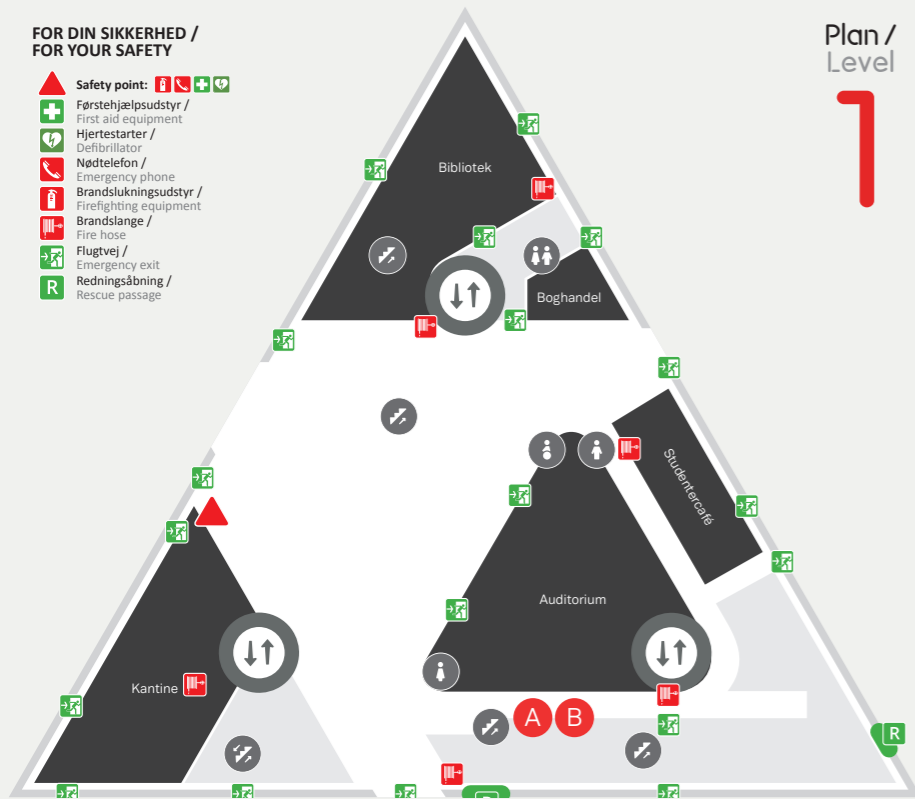 FOR DIN SIKKERHED /
FOR YOUR SAFETY
Safety point:
Førstehjælpsudstyr /
First aid equipment
Hjertestarter /
Defibrillator
Nødtelefon /
Emergency phone
Brandslukningsudstyr /
Firefighting equipment
Brandslange /
Fire hose
Flugtvej /
Emergency exit
R
Redningsåbning /
Rescue passage
Plan /
Level
1
Bibliotek
Boghandel
Studentercafé
Auditorium
Kantine
A B
R